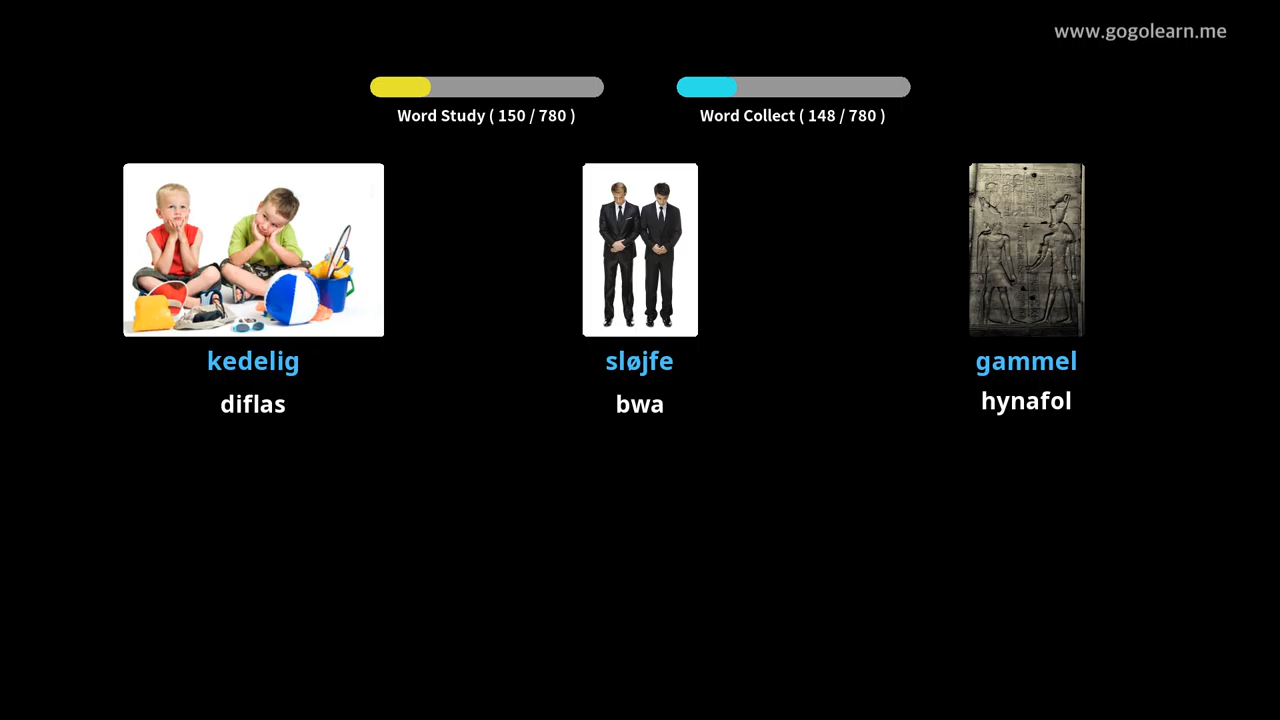 www.gogolearn.me
Word Study ( 150 / 780 )
Word Collect ( 148 / 780 )
kedelig
sløjfe
gammel
diflas
bwa
hynafol